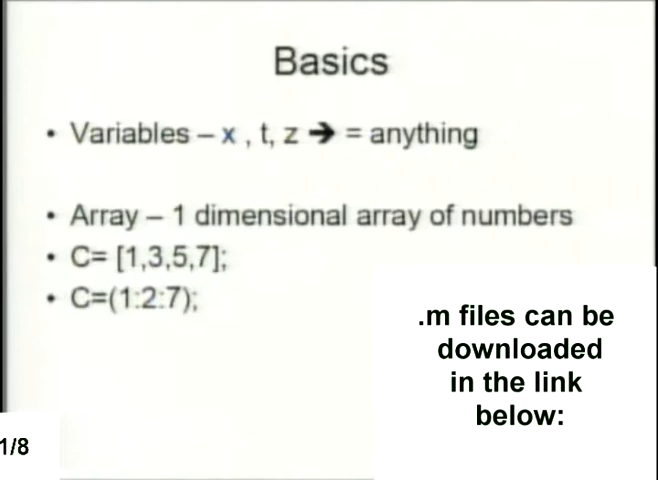 Basics
• Variables – x , t, z ➔ = anything
• Array – 1 dimensional array of numbers
• C= [1,3,5,7];
• C=(1:2:7);
.m files can be
downloaded
in the link
below:
1/8